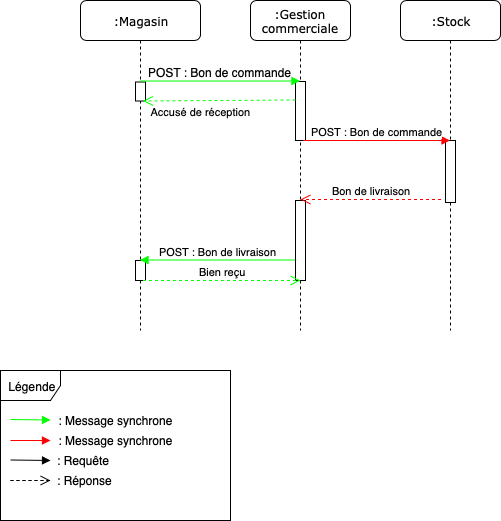 :Magasin
:Gestion
commerciale
:Stock
POST : Bon de commande
Accusé de réception
POST : Bon de commande
Bon de livraison
POST : Bon de livraison
Bien reçu
Légende
: Message synchrone
: Message synchrone
: Requête
: Réponse